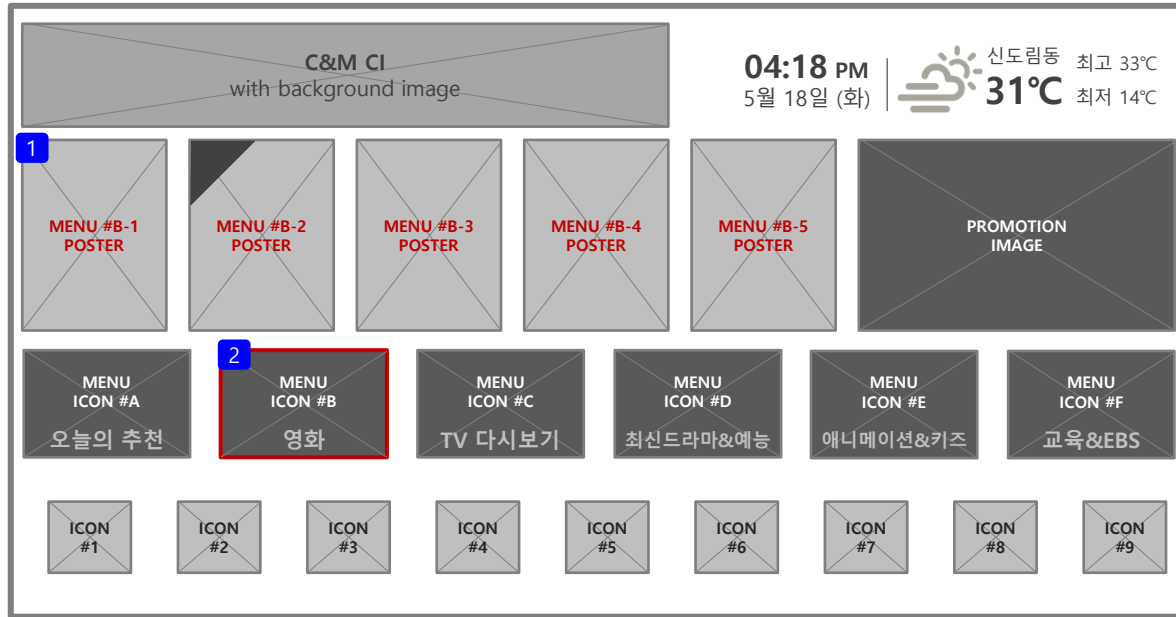 C&M CI
with background image
04:18 PM
5월 18일 (화)
신도림동
31℃
최고 33℃
최저 14℃
1
MENU #B-1
POSTER
MENU #B-2
POSTER
MENU #B-3
POSTER
MENU #B-4
POSTER
MENU #B-5
POSTER
PROMOTION
IMAGE
MENU
ICON #A
오늘의 추천
2
MENU
ICON #B
영화
MENU
ICON #C
TV 다시보기
MENU
ICON #D
최신드라마&예능
MENU
ICON #E
애니메이션&키즈
MENU
ICON #F
교육&EBS
ICON
#1
ICON
#2
ICON
#3
ICON
#4
ICON
#5
ICON
#6
ICON
#7
ICON
#8
ICON
#9